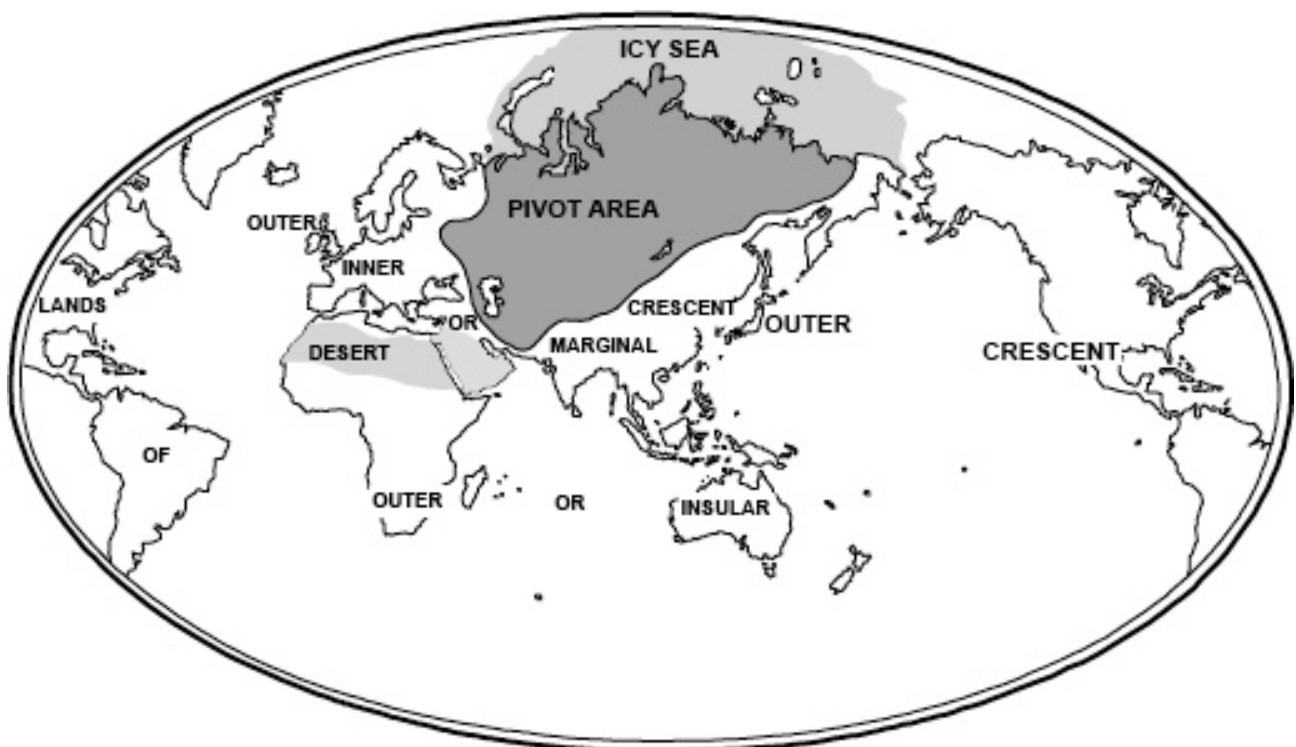 ICY SEA
PIVOT AREA
OUTER
INNER
LANDS
OR
CRESCENT
OUTER
DESERT
MARGINAL
CRESCENT
OF
OUTER
OR
INSULAR